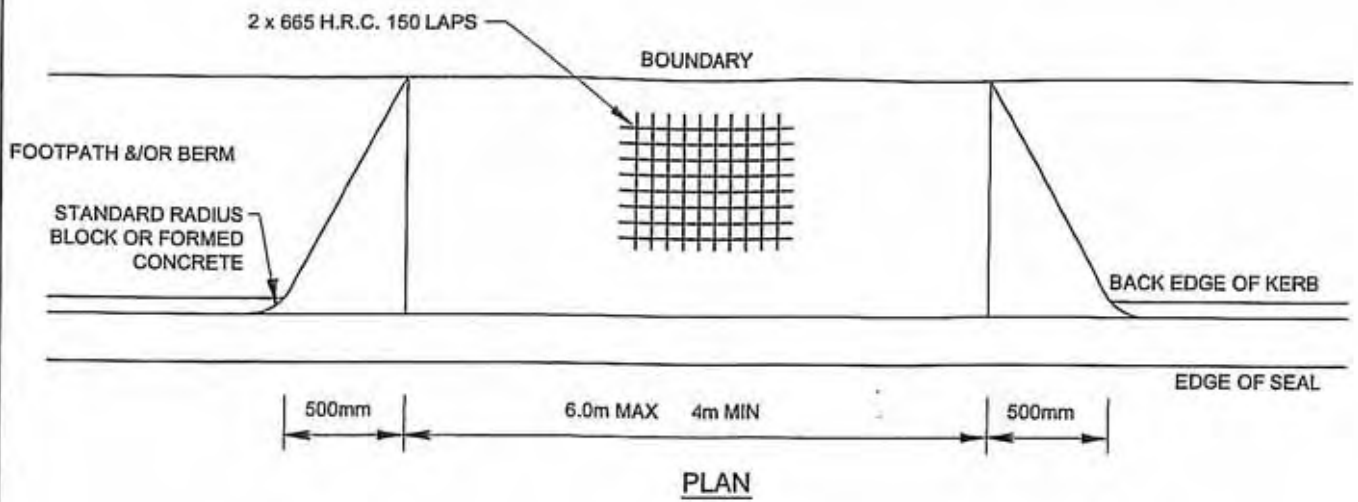 2 x 665 H.R.C. 150 LAPS
BOUNDARY
FOOTPATH &/OR BERM
STANDARD RADIUS
BLOCK OR FORMED
CONCRETE
BACK EDGE OF KERB
EDGE OF SEAL
500mm
6.0m MAX 4m MIN
500mm
PLAN